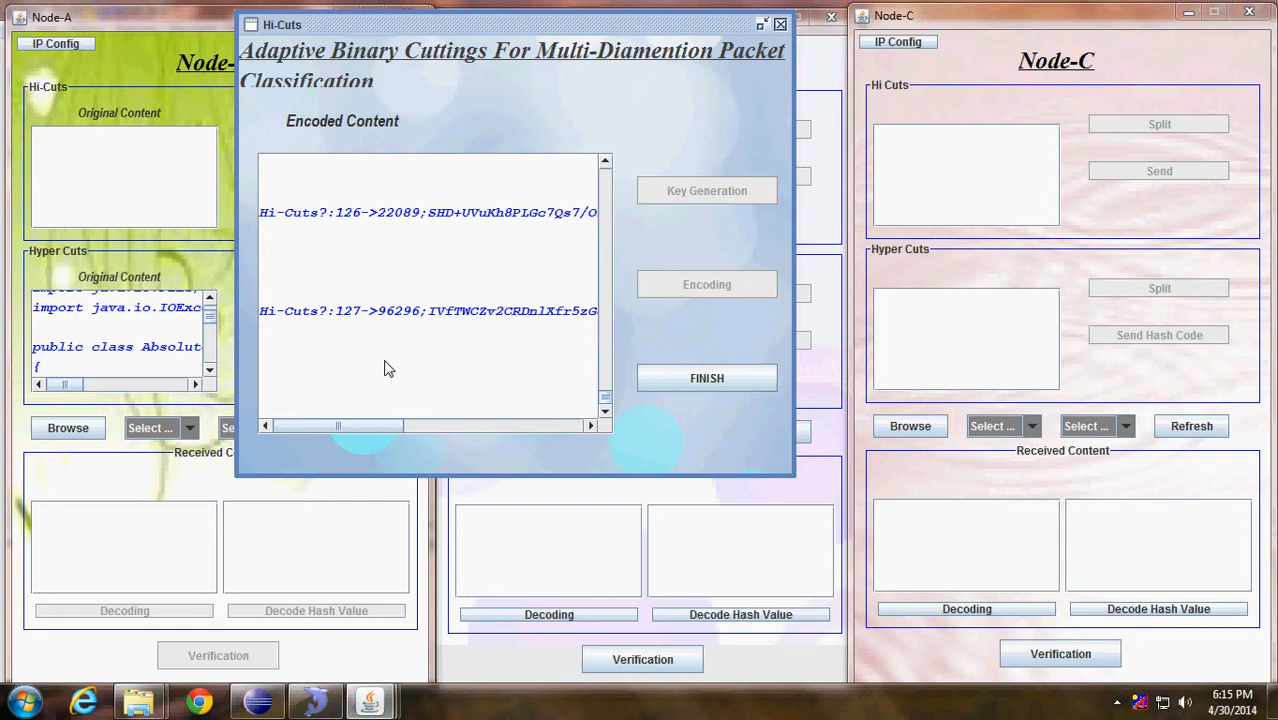 Node-A
IP Config
Node-
Hi-Cuts
Original Content
Hyper Cuts
Original Content
import java.io.IOExc
public class Absolut
{
Browse
Select ...
Received Co
Decoding
Decode Hash Value
Verification
Hi-Cuts
Adaptive Binary Cuttings For Multi-Diamention Packet
Classification
Encoded Content
Hi-Cuts?:126->22089;SHD+UVuKh8PLGc7Qs7/O
Hi-Cuts?:127->96296;IVfTWCZv2CRDnlXfr5zG
Key Generation
Encoding
FINISH
Decoding
Decode Hash Value
Verification
Node-C
IP Config
Node-C
Hi Cuts
Split
Send
Hyper Cuts
Split
Send Hash Code
Browse
Select ...
Select ...
Refresh
Received Content
Decoding
Decode Hash Value
Verification
6:15 PM
4/30/2014